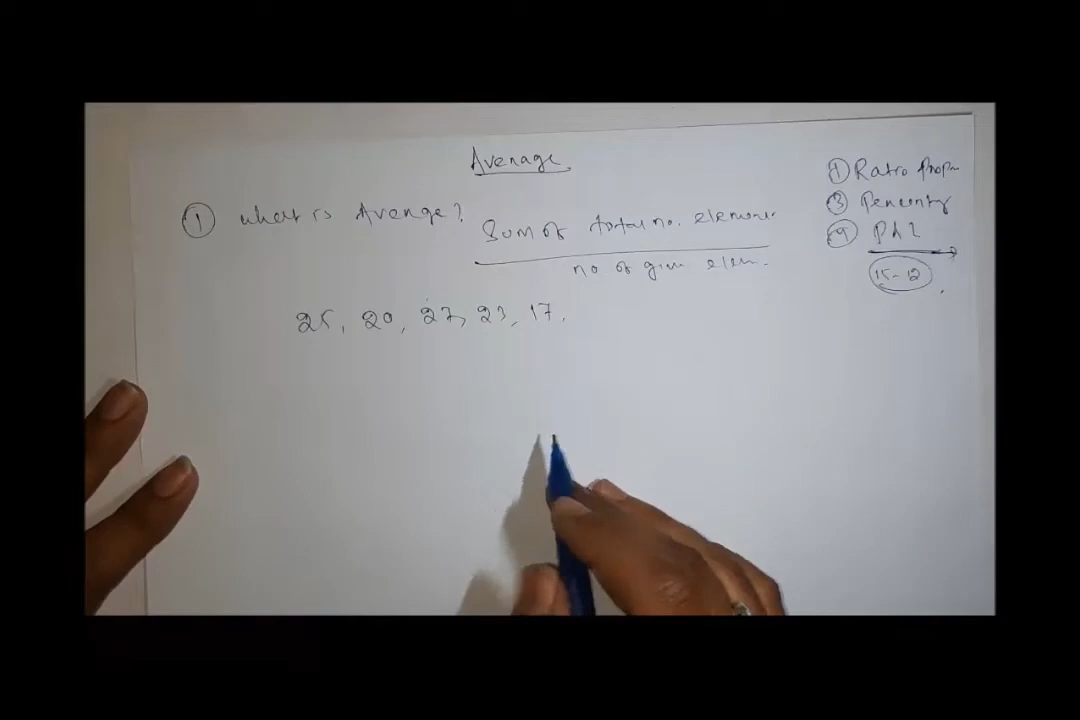 Average
① What is Average?
Sum of total no. elements
no of given elem.
25, 20, 27, 23, 17,
① Ratio Propn
③ Percentg
④ P&L
15-12